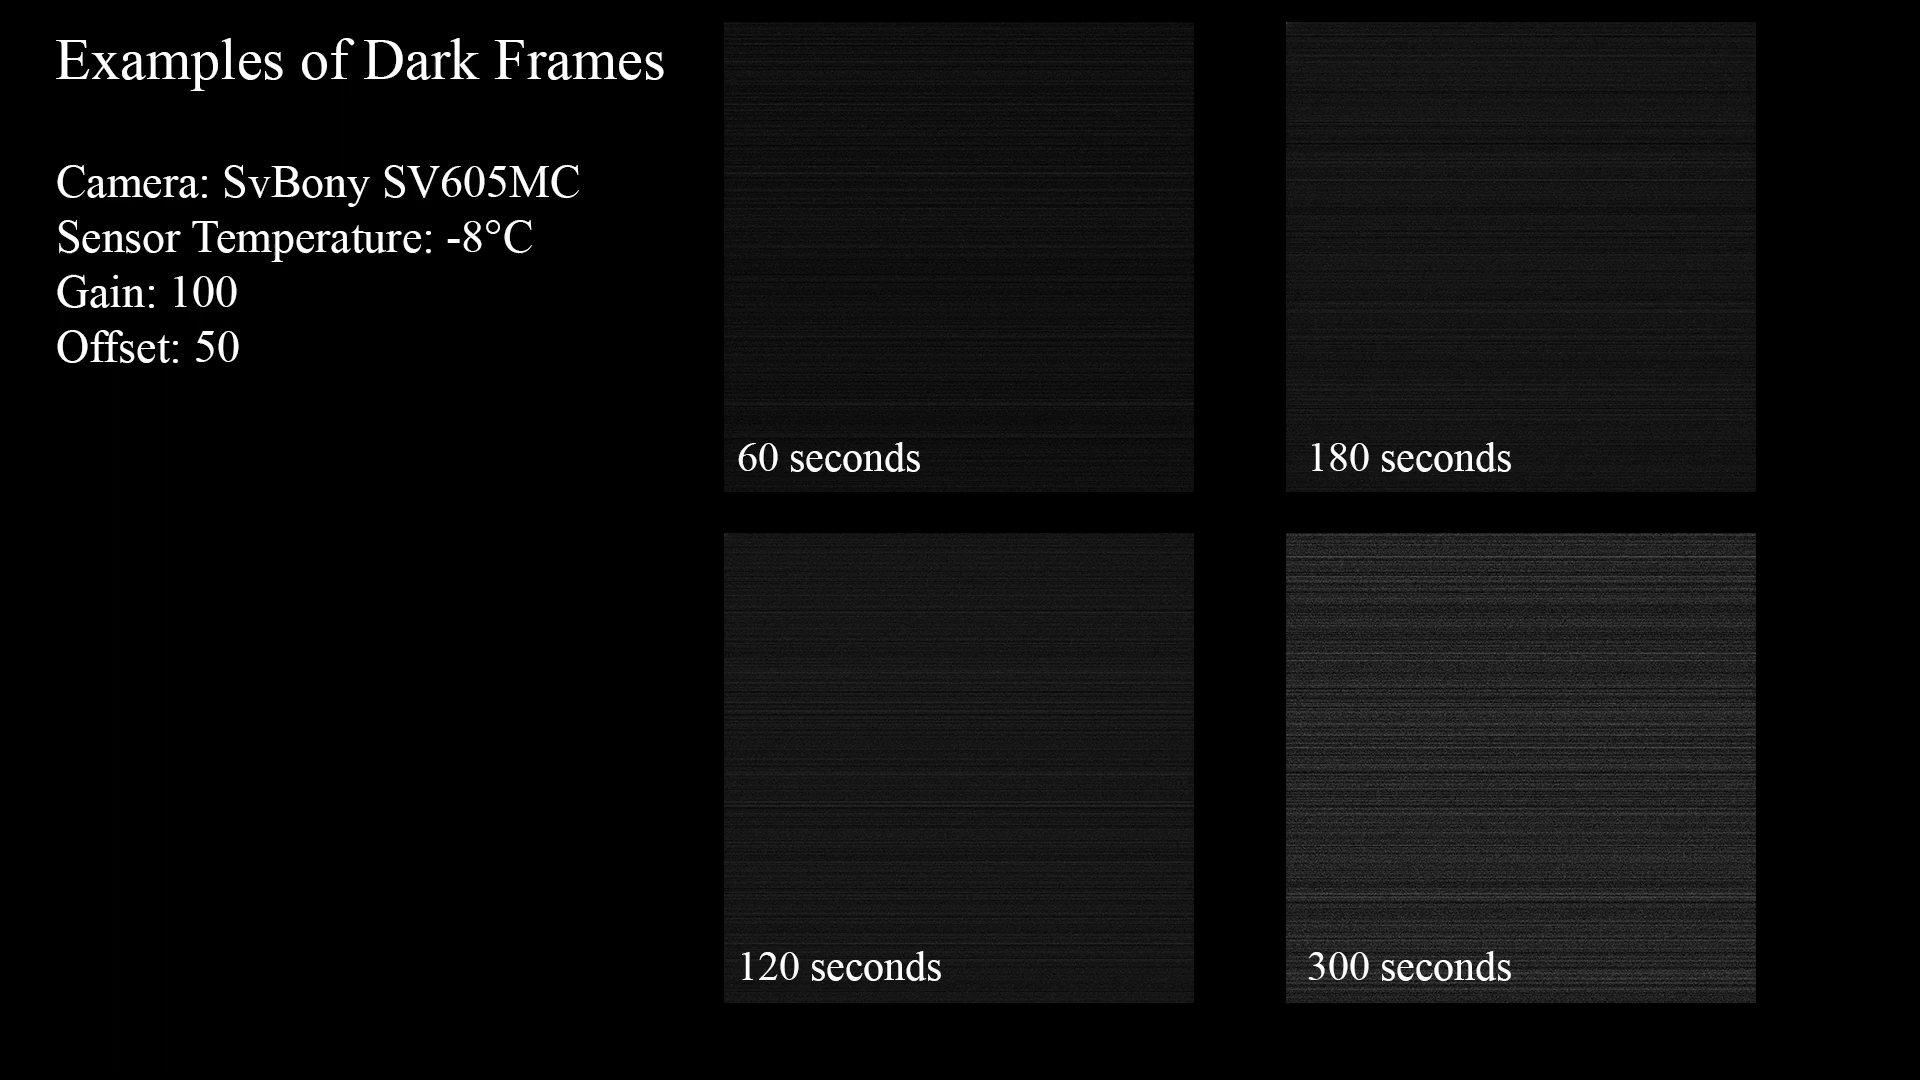 Examples of Dark Frames
Camera: SvBony SV605MC
Sensor Temperature: -8°C
Gain: 100
Offset: 50
60 seconds
180 seconds
120 seconds
300 seconds